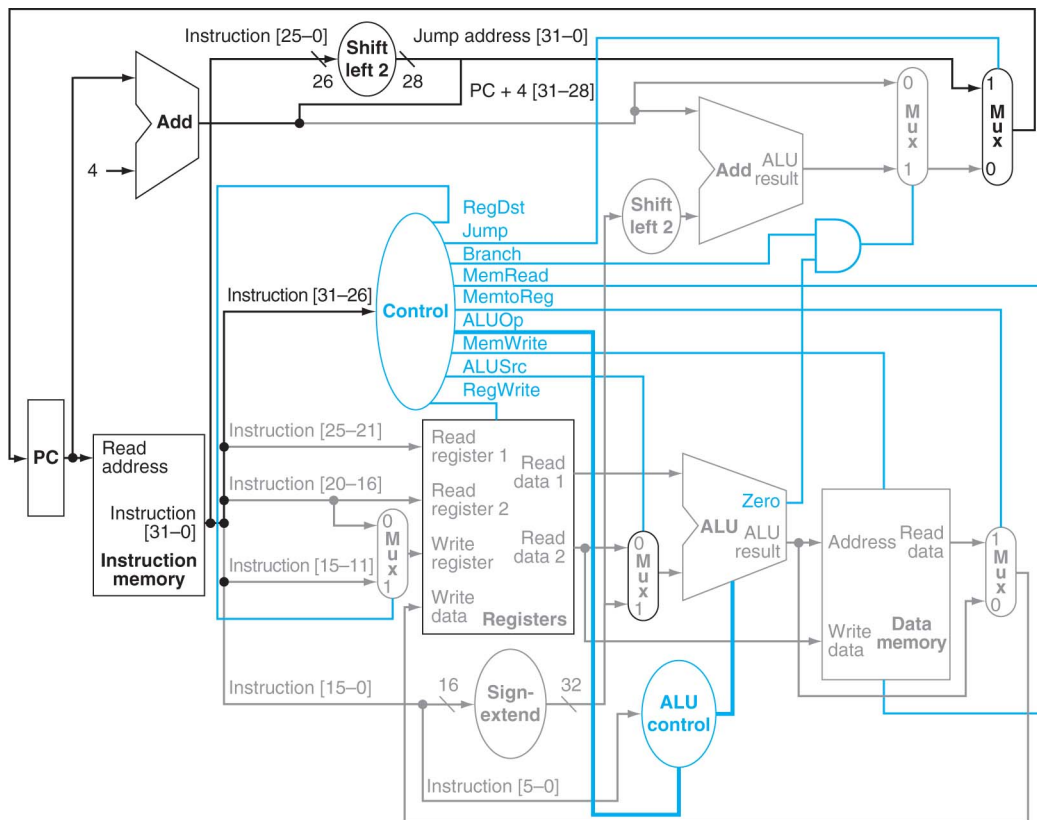 Instruction [25–0]
Shift
left 2
Jump address [31–0]
26
28
PC + 4 [31–28]
Add
4
0
M
u
x
1
1
M
u
x
0
Add
ALU
result
Shift
left 2
RegDst
Jump
Branch
MemRead
MemtoReg
ALUOp
MemWrite
ALUSrc
RegWrite
Instruction [31–26]
Control
PC
Read
address
Instruction
[31–0]
Instruction
memory
Instruction [25–21]
Instruction [20–16]
Instruction [15–11]
0
M
u
x
1
Read
register 1
Read
register 2
Write
register
Write
data
Read
data 1
Read
data 2
Registers
0
M
u
x
1
Zero
ALU
ALU
result
Address
Read
data
Write
data
Data
memory
1
M
u
x
0
Instruction [15–0]
16
Sign-
extend
32
ALU
control
Instruction [5–0]